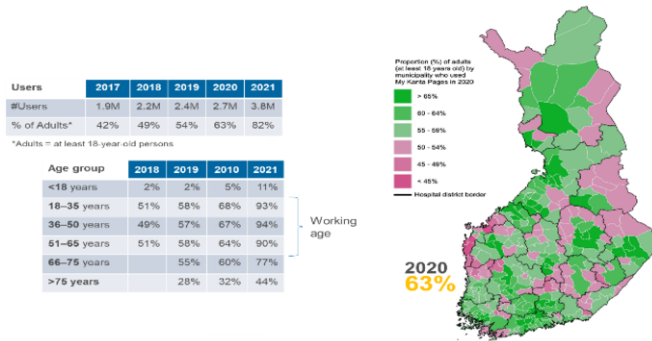 Users 2017 2018 2019 2020 2021
#Users 1.9M 2.2M 2.4M 2.7M 3.8M
% of Adults* 42% 49% 54% 63% 82%
*Adults = at least 18-year-old persons
Age group 2018 2019 2010 2021
<18 years 2% 2% 5% 11%
18–35 years 51% 58% 68% 93%
36–50 years 49% 57% 67% 94%
51–65 years 51% 58% 64% 90%
66–75 years 55% 60% 77%
>75 years 28% 32% 44%
Working
age
Proportion (%) of adults
(at least 18 years old) by
municipality who used
My Kanta Pages in 2020
> 65%
60 - 64%
55 - 59%
50 - 54%
45 - 49%
< 45%
Hospital district border
2020
63%